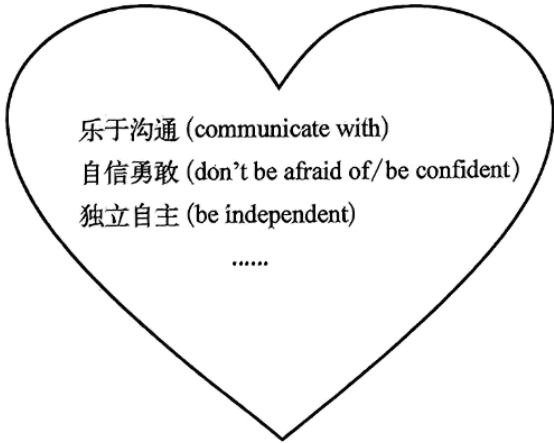 乐于沟通 (communicate with)
自信勇敢 (don't be afraid of/be confident)
独立自主 (be independent)
......